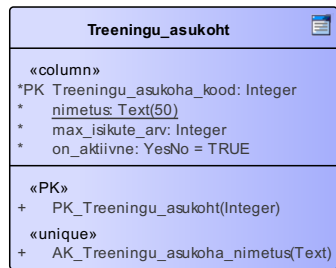 Treeningu_asukoht
«column»
*PK Treeningu_asukoha_kood: Integer
* nimetus: Text(50)
* max_isikute_arv: Integer
* on_aktiivne: YesNo = TRUE
«PK»
+ PK_Treeningu_asukoht(Integer)
«unique»
+ AK_Treeningu_asukoha_nimetus(Text)